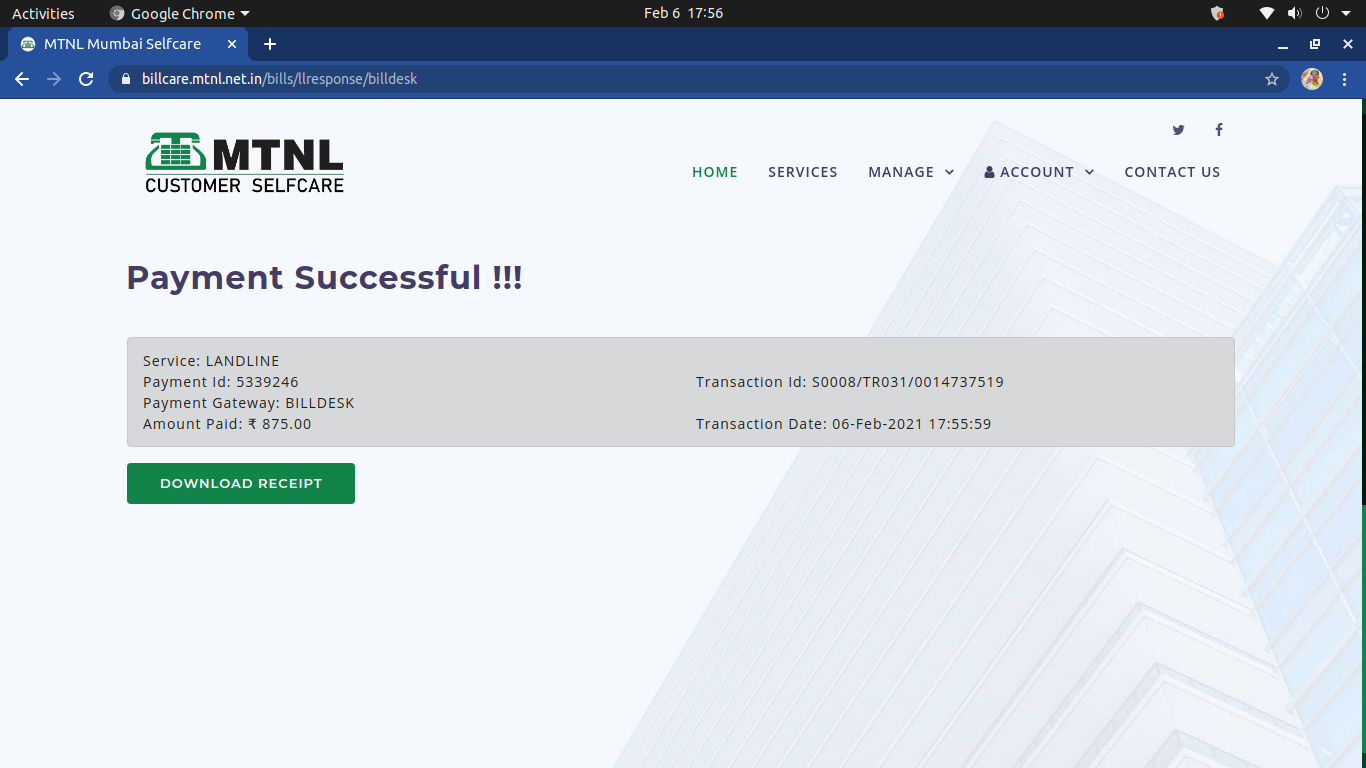 Activities
Google Chrome
Feb 6 17:56
MTNL Mumbai Selfcare
billcare.mtnl.net.in/bills/llresponse/billdesk
MTNL
CUSTOMER SELFCARE
HOME
SERVICES
MANAGE
ACCOUNT
CONTACT US
Payment Successful !!!
Service: LANDLINE
Payment Id: 5339246
Transaction Id: S0008/TR031/0014737519
Payment Gateway: BILLDESK
Amount Paid: ₹ 875.00
Transaction Date: 06-Feb-2021 17:55:59
DOWNLOAD RECEIPT